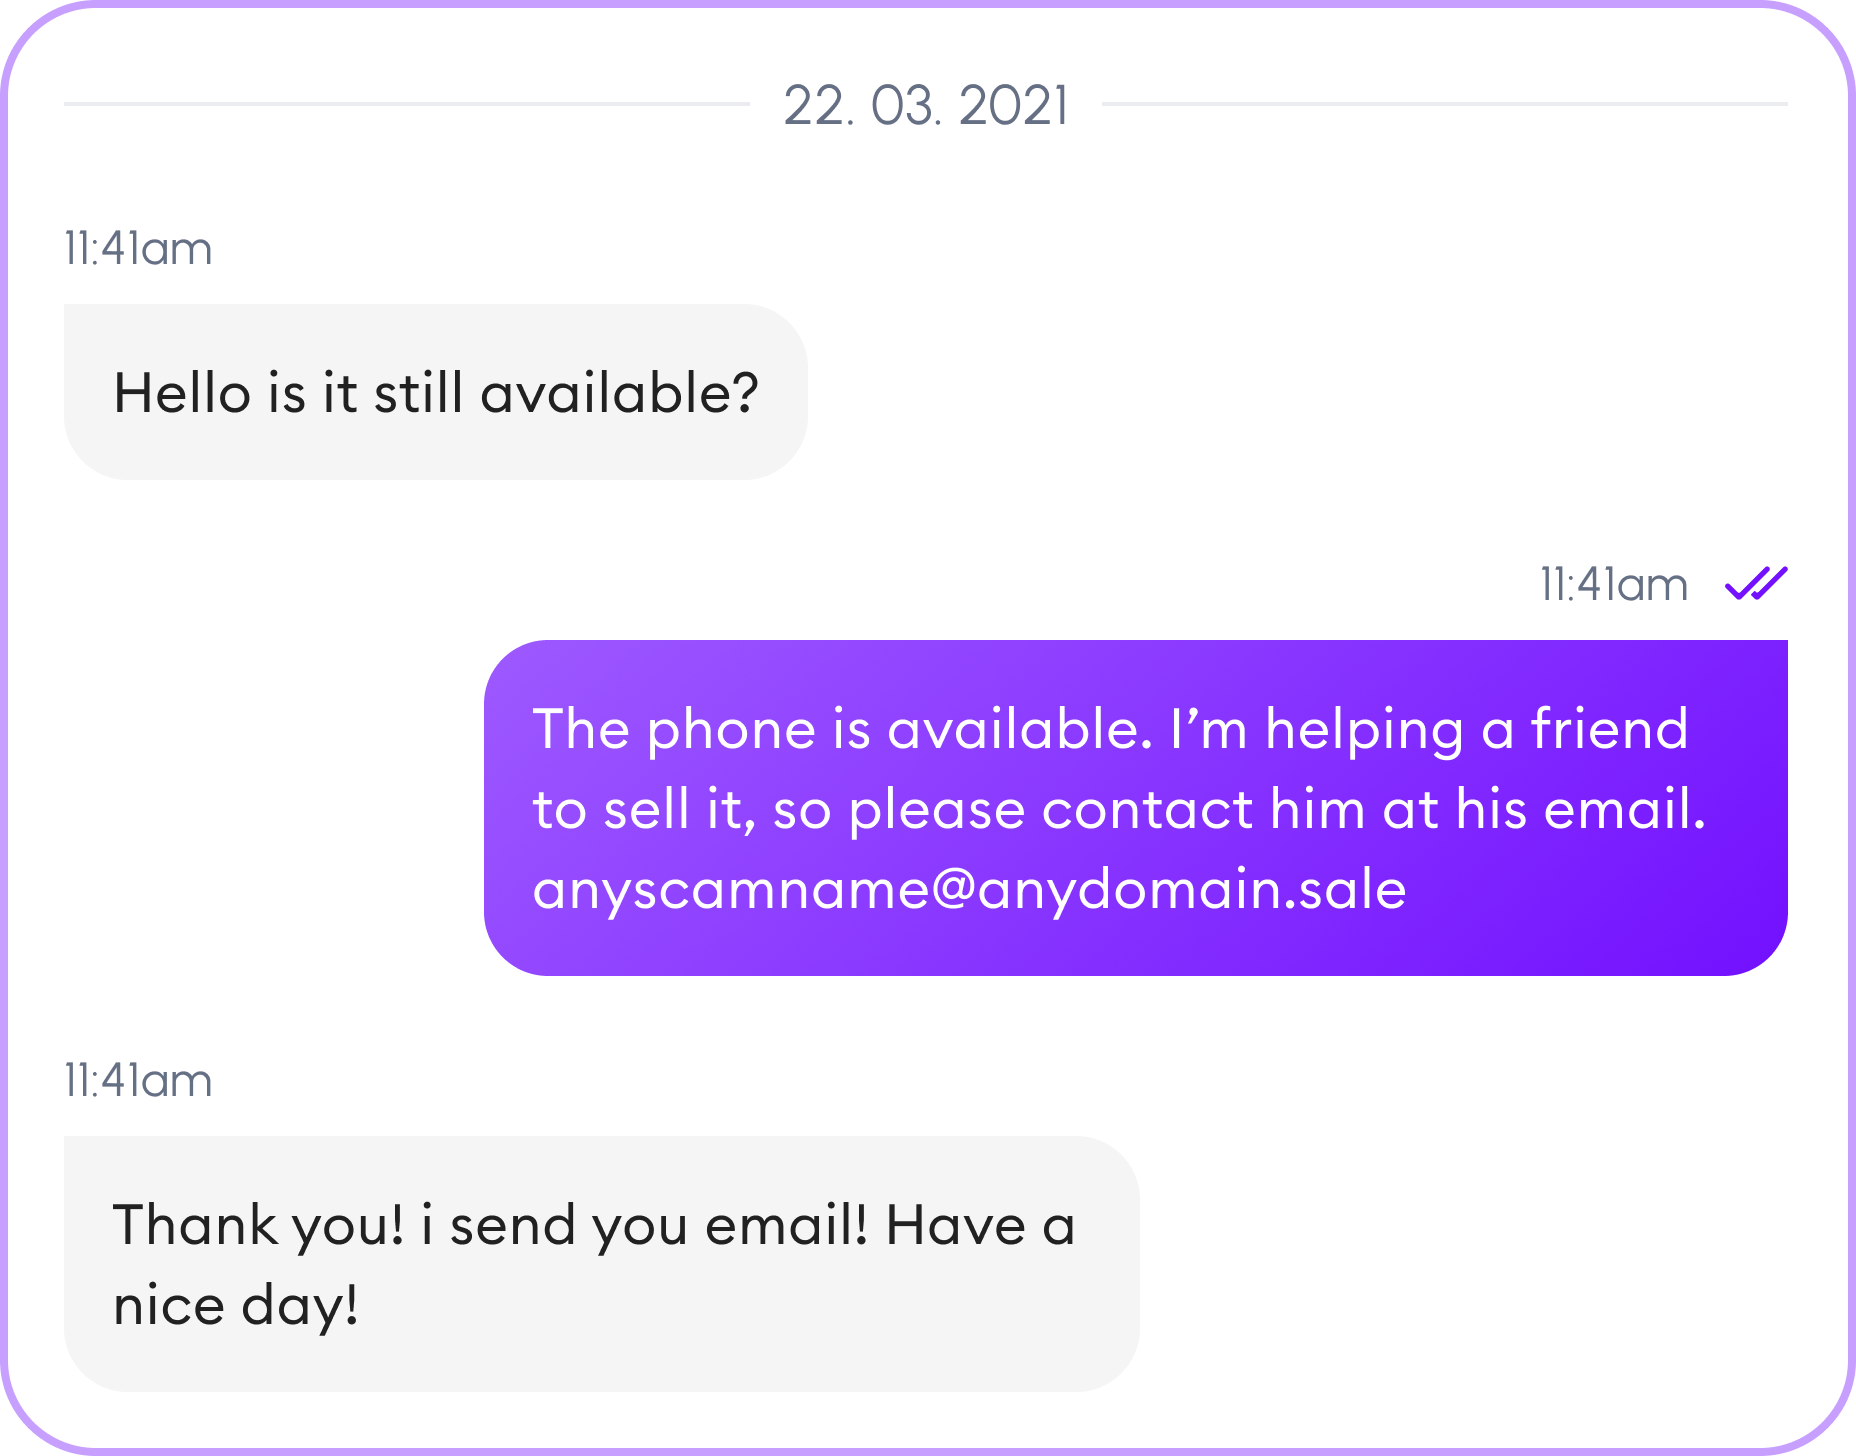 22. 03. 2021
11:41am
Hello is it still available?
11:41am
The phone is available. I’m helping a friend
to sell it, so please contact him at his email.
anyscamname@anydomain.sale
11:41am
Thank you! i send you email! Have a
nice day!